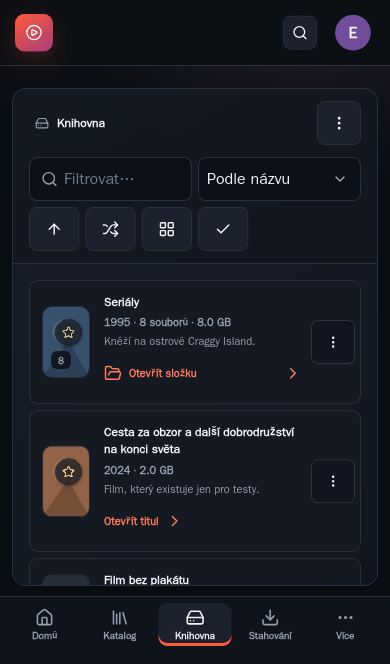 E
Knihovna
Filtrovat···
Podle názvu
Seriály
1995 · 8 souborů · 8.0 GB
Kněží na ostrově Craggy Island.
8
Otevřít složku
Cesta za obzor a další dobrodružství
na konci světa
2024 · 2.0 GB
Film, který existuje jen pro testy.
Otevřít titul
Film bez plakátu
Domů
Katalog
Knihovna
Stahování
Více